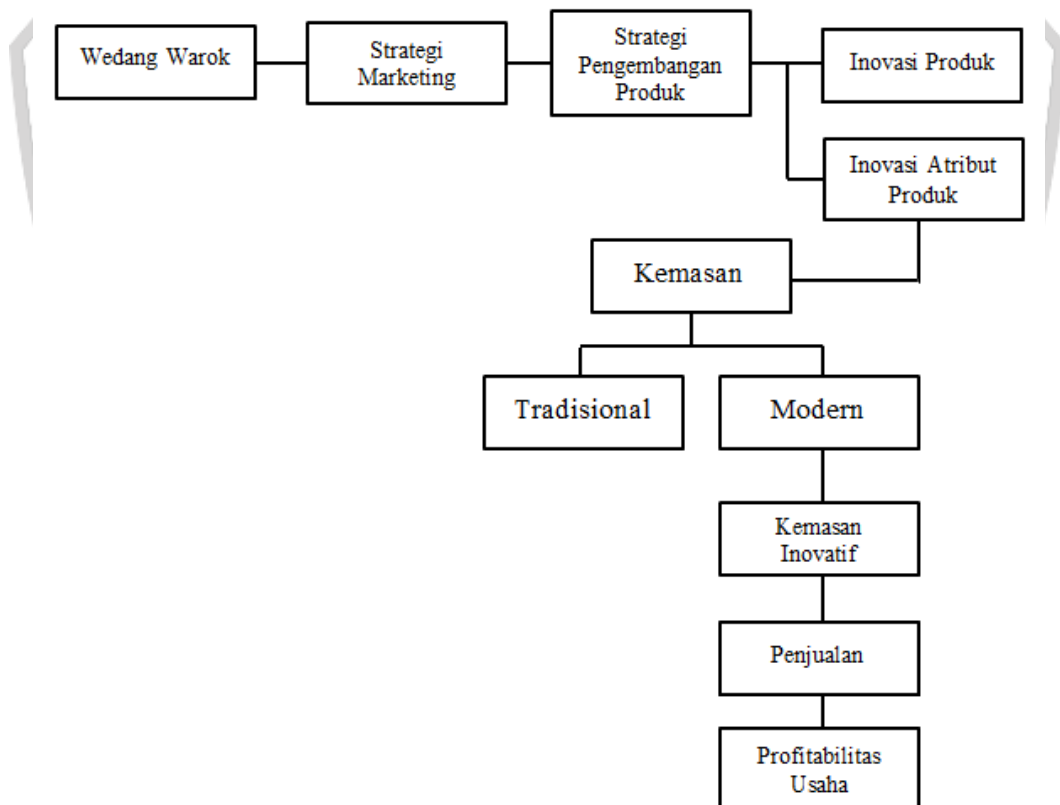 Wedang Warok
Strategi
Marketing
Strategi
Pengembangan
Produk
Inovasi Produk
Inovasi Atribut
Produk
Kemasan
Tradisional
Modern
Kemasan
Inovatif
Penjualan
Profitabilitas
Usaha